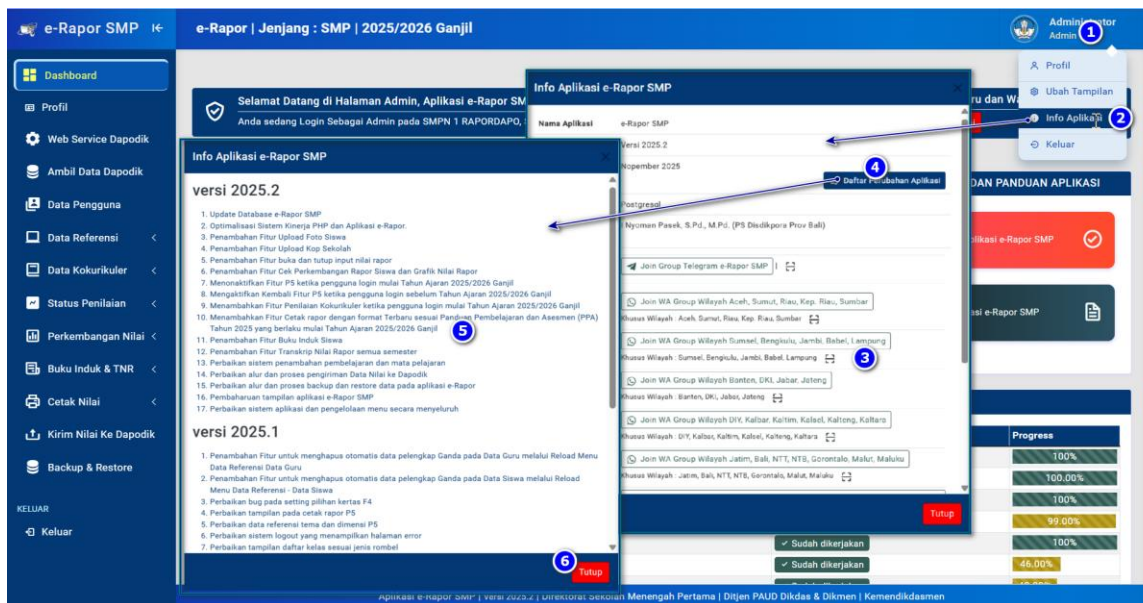 e-Rapor SMP
e-Rapor | Jenjang : SMP | 2025/2026 Ganjil
Administrator
Admin
1
Dashboard
Profil
Web Service Dapodik
Ambil Data Dapodik
Data Pengguna
Data Referensi
Data Kokurikuler
Status Penilaian
Perkembangan Nilai
Buku Induk & TNR
Cetak Nilai
Kirim Nilai Ke Dapodik
Backup & Restore
KELUAR
Keluar
Profil
Ubah Tampilan
Info Aplikasi
2
Keluar
Selamat Datang di Halaman Admin, Aplikasi e-Rapor SM
Anda sedang Login Sebagai Admin pada SMPN 1 RAPORDAPO,
ru dan W
Info Aplikasi e-Rapor SMP
Nama Aplikasi
e-Rapor SMP
Versi 2025.2
Nopember 2025
4
Daftar Perubahan Aplikasi
Postgresql
Nyoman Pasek, S.Pd., M.Pd. (PS Disdikpora Prov Bali)
Join Group Telegram e-Rapor SMP
Join WA Group Wilayah Aceh, Sumut, Riau, Kep. Riau, Sumbar
Khusus Wilayah : Aceh, Sumut, Riau, Kep. Riau, Sumbar
Join WA Group Wilayah Sumsel, Bengkulu, Jambi, Babel, Lampung
Khusus Wilayah : Sumsel, Bengkulu, Jambi, Babel, Lampung
3
Join WA Group Wilayah Banten, DKI, Jabar, Jateng
Khusus Wilayah : Banten, DKI, Jabar, Jateng
Join WA Group Wilayah DIY, Kalbar, Kaltim, Kalsel, Kalteng, Kaltara
Khusus Wilayah : DIY, Kalbar, Kaltim, Kalsel, Kalteng, Kaltara
Join WA Group Wilayah Jatim, Bali, NTT, NTB, Gorontalo, Malut, Maluku
Khusus Wilayah : Jatim, Bali, NTT, NTB, Gorontalo, Malut, Maluku
Tutup
Info Aplikasi e-Rapor SMP
versi 2025.2
1. Update Database e-Rapor SMP
2. Optimalisasi Sistem Kinerja PHP dan Aplikasi e-Rapor.
3. Penambahan Fitur Upload Foto Siswa
4. Penambahan Fitur Upload Kop Sekolah
5. Penambahan Fitur buka dan tutup input nilai rapor
6. Penambahan Fitur Cek Perkembangan Rapor Siswa dan Grafik Nilai Rapor
7. Menonaktifkan Fitur P5 ketika pengguna login mulai Tahun Ajaran 2025/2026 Ganjil
8. Mengaktifkan Kembali Fitur P5 ketika pengguna login sebelum Tahun Ajaran 2025/2026 Ganjil
9. Menambahkan Fitur Penilaian Kokurikuler ketika pengguna login mulai Tahun Ajaran 2025/2026 Ganjil
10. Menambahkan Fitur Cetak rapor dengan format Terbaru sesuai Panduan Pembelajaran dan Asesmen (PPA)
Tahun 2025 yang berlaku mulai Tahun Ajaran 2025/2026 Ganjil
5
11. Penambahan Fitur Buku Induk Siswa
12. Penambahan Fitur Transkrip Nilai Rapor semua semester
13. Perbaikan sistem penambahan pembelajaran dan mata pelajaran
14. Perbaikan alur dan proses pengiriman Data Nilai ke Dapodik
15. Perbaikan alur dan proses backup dan restore data pada aplikasi e-Rapor
16. Pembaharuan tampilan aplikasi e-Rapor SMP
17. Perbaikan sistem aplikasi dan pengelolaan menu secara menyeluruh
versi 2025.1
1. Penambahan Fitur untuk menghapus otomatis data pelengkap Ganda pada Data Guru melalui Reload Menu
Data Referensi Data Guru
2. Penambahan Fitur untuk menghapus otomatis data pelengkap Ganda pada Data Siswa melalui Reload
Menu Data Referensi - Data Siswa
3. Perbaikan bug pada setting pilihan kertas F4
4. Perbaikan tampilan pada cetak rapor P5
5. Perbaikan data referensi tema dan dimensi P5
6. Perbaikan sistem logout yang menampilkan halaman error
7. Perbaikan tampilan daftar kelas sesuai jenis rombel
6
Tutup
DAN PANDUAN APLIKASI
plikasi e-Rapor SMP
asi e-Rapor SMP
Progress
100%
100.00%
100%
99.00%
Sudah dikerjakan
100%
Sudah dikerjakan
46.00%
Aplikasi e-Rapor SMP | Versi 2025.2 | Direktorat Sekolah Menengah Pertama | Ditjen PAUD Dikdas & Dikmen | Kemendikdasmen